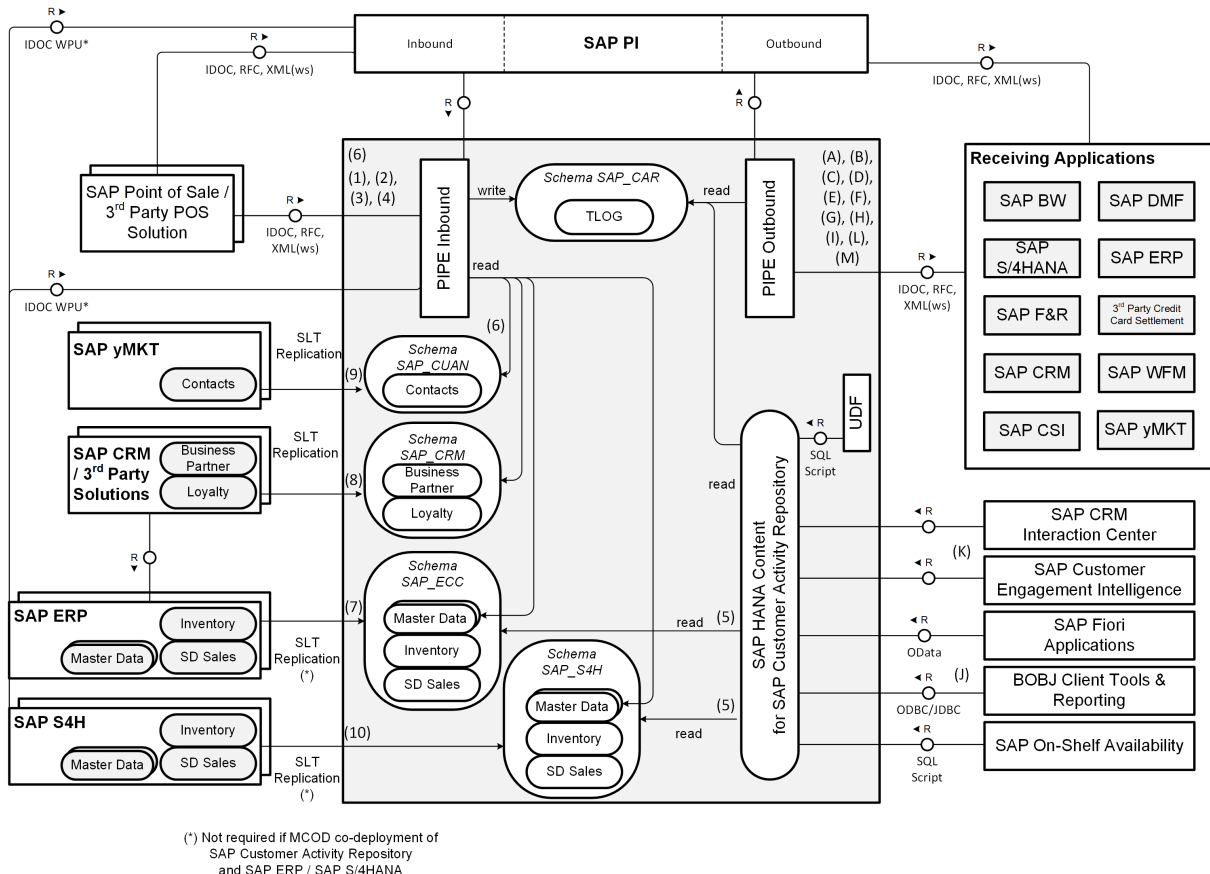 R ►
IDOC WPU*
R ►
IDOC, RFC, XML(ws)
Inbound
SAP PI
Outbound
R ►
IDOC, RFC, XML(ws)
R
▼
▲
R
SAP Point of Sale /
3rd Party POS
Solution
R ►
IDOC, RFC,
XML(ws)
(6)
(1), (2),
(3), (4)
PIPE Inbound
write
Schema SAP_CAR
TLOG
read
PIPE Outbound
(A), (B),
(C), (D),
(E), (F),
(G), (H),
(I), (L),
(M)
R ►
IDOC, RFC,
XML(ws)
Receiving Applications
SAP BW
SAP DMF
SAP
S/4HANA
SAP ERP
SAP F&R
3rd Party Credit
Card Settlement
SAP CRM
SAP WFM
SAP CSI
SAP yMKT
R ►
IDOC WPU*
read
(6)
SAP yMKT
Contacts
SLT
Replication
(9)
Schema
SAP_CUAN
Contacts
SAP CRM
/ 3rd Party
Solutions
Business
Partner
Loyalty
SLT
Replication
(8)
Schema
SAP_CRM
Business
Partner
Loyalty
R
▼
SAP ERP
Inventory
Master Data
SD Sales
SLT
Replication
(*)
(7)
Schema
SAP_ECC
Master Data
Inventory
SD Sales
SAP S4H
Inventory
Master Data
SD Sales
SLT
Replication
(*)
(10)
Schema
SAP_S4H
Master Data
Inventory
SD Sales
read
read
(5)
(5)
read
SAP HANA Content
for SAP Customer Activity Repository
◄ R
SQL
Script
UDF
◄ R
SAP CRM
Interaction Center
(K)
◄ R
SAP Customer
Engagement Intelligence
◄ R
OData
SAP Fiori
Applications
(J)
◄ R
ODBC/JDBC
BOBJ Client Tools &
Reporting
◄ R
SQL
Script
SAP On-Shelf Availability
(*) Not required if MCOD co-deployment of
SAP Customer Activity Repository
and SAP ERP / SAP S/4HANA